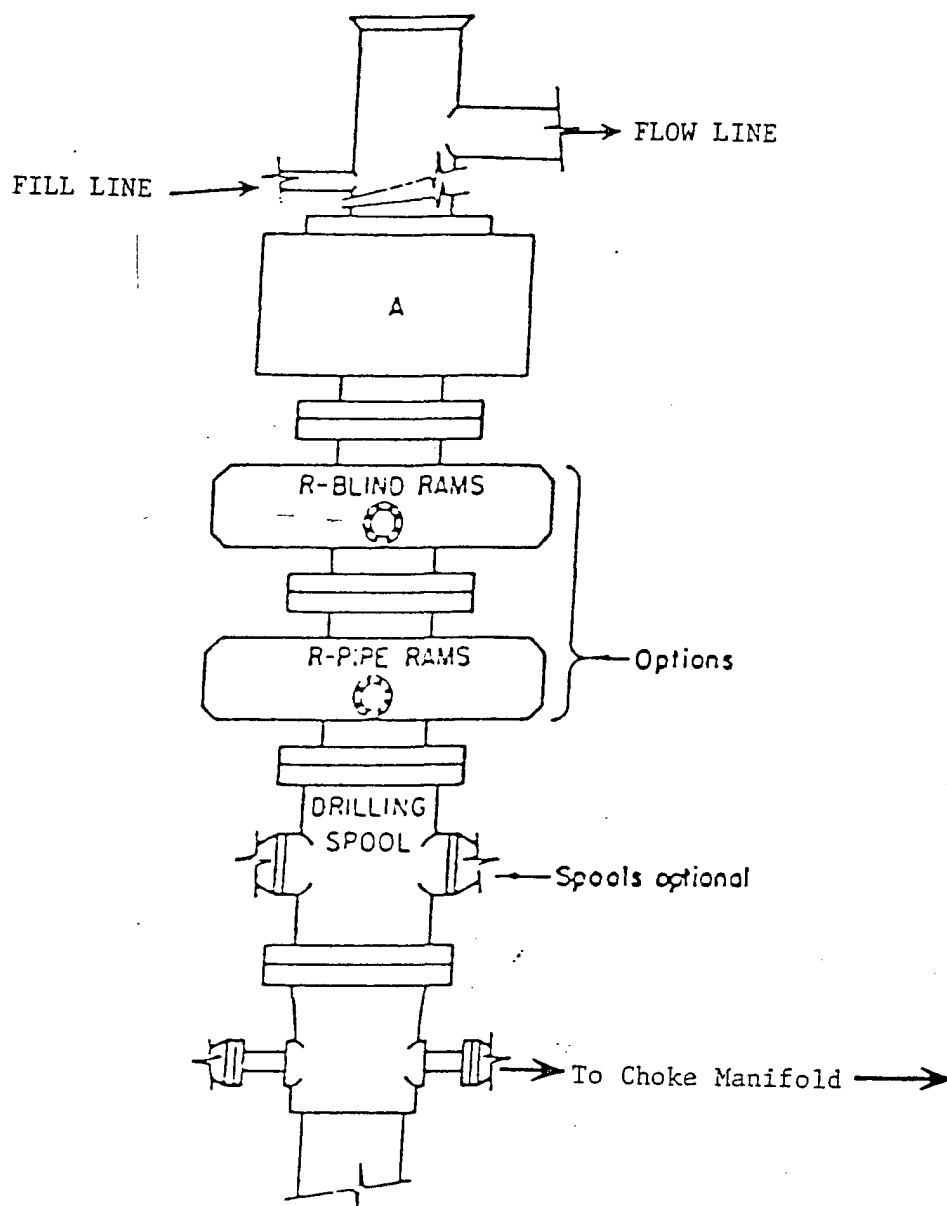 FLOW LINE
FILL LINE
A
R-BLIND RAMS
R-PIPE RAMS
Options
DRILLING
SPOOL
Spools optional
To Choke Manifold